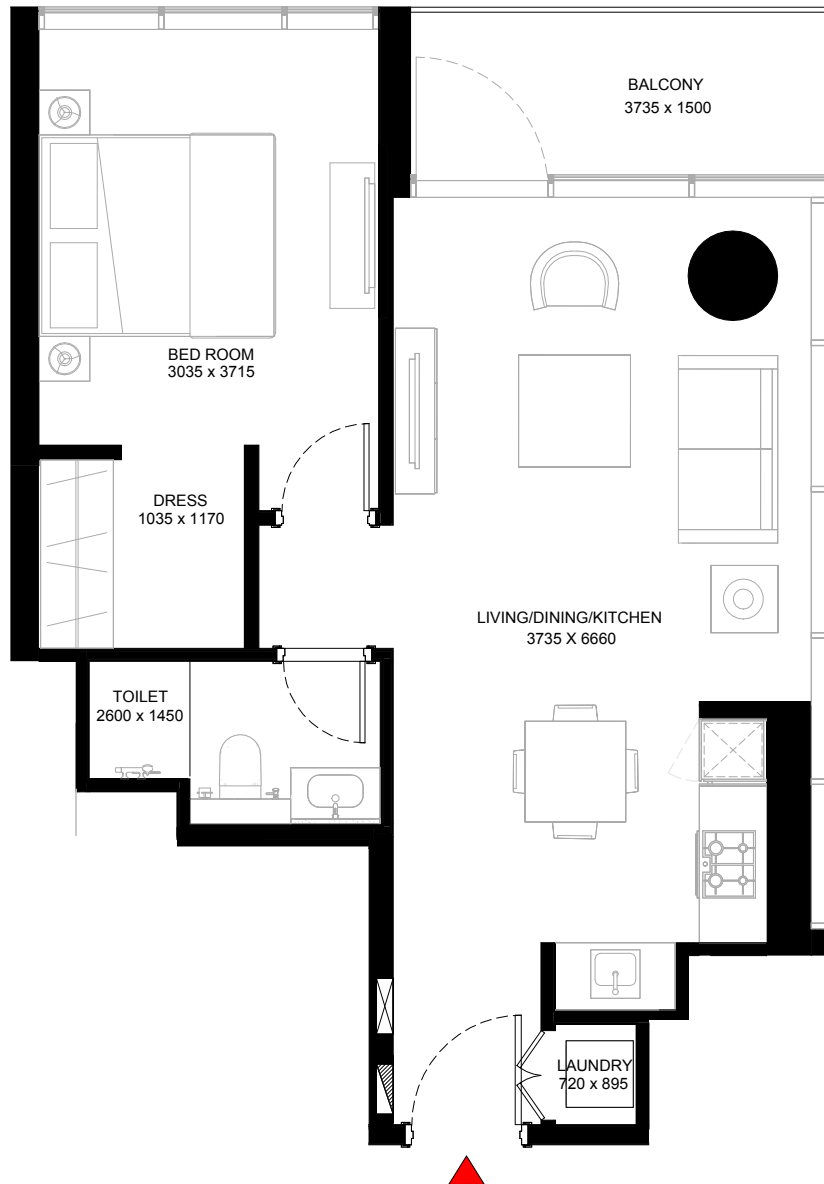 BALCONY
3735 x 1500
BED ROOM
3035 x 3715
DRESS
1035 x 1170
LIVING/DINING/KITCHEN
3735 X 6660
TOILET
2600 x 1450
LAUNDRY
720 x 895